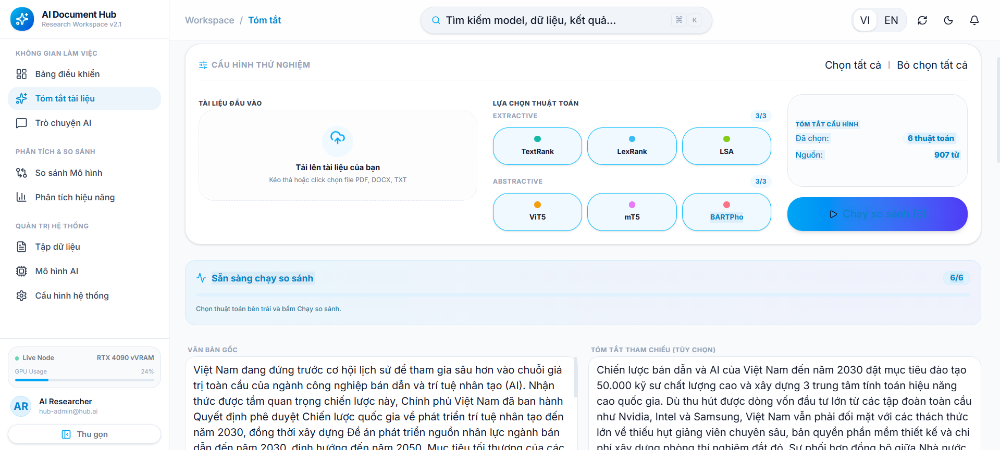 AI Document Hub
Research Workspace v2.1
KHÔNG GIAN LÀM VIỆC
Bảng điều khiển
Tóm tắt tài liệu
Trò chuyện AI
PHÂN TÍCH & SO SÁNH
So sánh Mô hình
Phân tích hiệu năng
QUẢN TRỊ HỆ THỐNG
Tập dữ liệu
Mô hình AI
Cấu hình hệ thống
Live Node RTX 4090 vVRAM
GPU Usage 24%
AR
AI Researcher
hub-admin@hub.ai
Thu gọn
Workspace / Tóm tắt
Tìm kiếm model, dữ liệu, kết quả... ⌘ K
VI EN
CẤU HÌNH THỬ NGHIỆM
Chọn tất cả | Bỏ chọn tất cả
TÀI LIỆU ĐẦU VÀO
Tải lên tài liệu của bạn
Kéo thả hoặc click chọn file PDF, DOCX, TXT
LỰA CHỌN THUẬT TOÁN
EXTRACTIVE 3/3
TextRank LexRank LSA
ABSTRACTIVE 3/3
ViT5 mT5 BARTPho
TÓM TẮT CẤU HÌNH
Đã chọn: 6 thuật toán
Nguồn: 907 từ
Chạy so sánh (6)
Sẵn sàng chạy so sánh 6/6
Chọn thuật toán bên trái và bấm Chạy so sánh.
VĂN BẢN GỐC
Việt Nam đang đứng trước cơ hội lịch sử để tham gia sâu hơn vào chuỗi giá
trị toàn cầu của ngành công nghiệp bán dẫn và trí tuệ nhân tạo (AI). Nhận
thức được tầm quan trọng chiến lược này, Chính phủ Việt Nam đã ban hành
Quyết định phê duyệt Chiến lược quốc gia về phát triển trí tuệ nhân tạo đến
năm 2030, đồng thời xây dựng Đề án phát triển nguồn nhân lực ngành bán
dẫn đến năm 2030, định hướng đến năm 2050. Mục tiêu tối thượng của các
TÓM TẮT THAM CHIẾU (TÙY CHỌN)
Chiến lược bán dẫn và AI của Việt Nam đến năm 2030 đặt mục tiêu đào tạo
50.000 kỹ sư chất lượng cao và xây dựng 3 trung tâm tính toán hiệu năng
cao quốc gia. Dù thu hút được dòng vốn đầu tư lớn từ các tập đoàn toàn cầu
như Nvidia, Intel và Samsung, Việt Nam vẫn phải đối mặt với các thách thức
lớn về thiếu hụt giảng viên chuyên sâu, bản quyền phần mềm thiết kế và chi
phí xây dựng phòng thí nghiệm đắt đỏ. Sự phối hợp đồng bộ giữa Nhà nước,